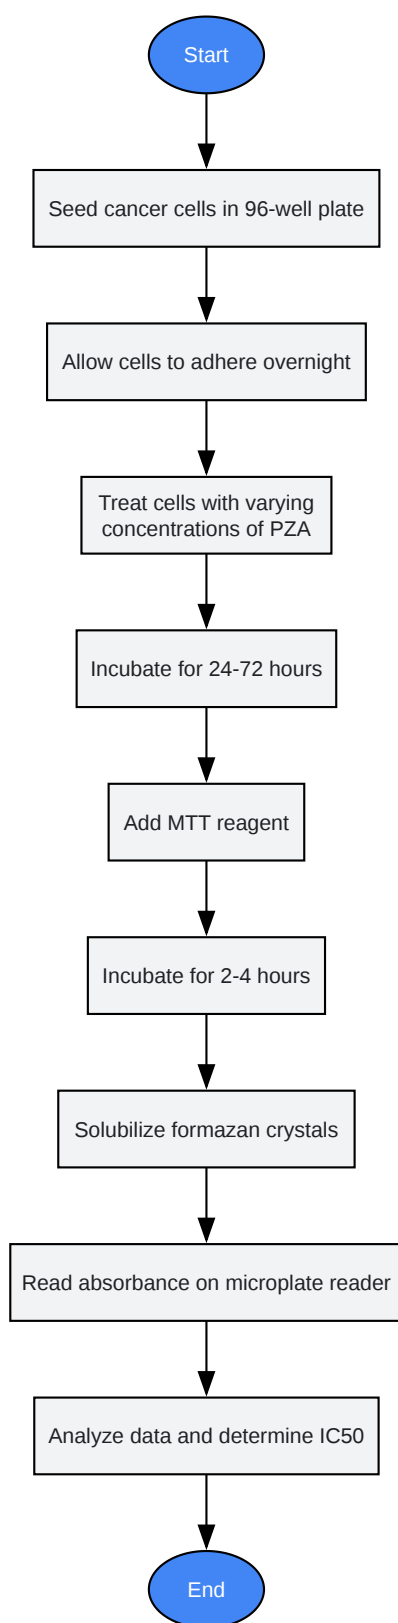 Start
Seed cancer cells in 96-well plate
Allow cells to adhere overnight
Treat cells with varying
concentrations of PZA
Incubate for 24-72 hours
Add MTT reagent
Incubate for 2-4 hours
Solubilize formazan crystals
Read absorbance on microplate reader
Analyze data and determine IC50
End